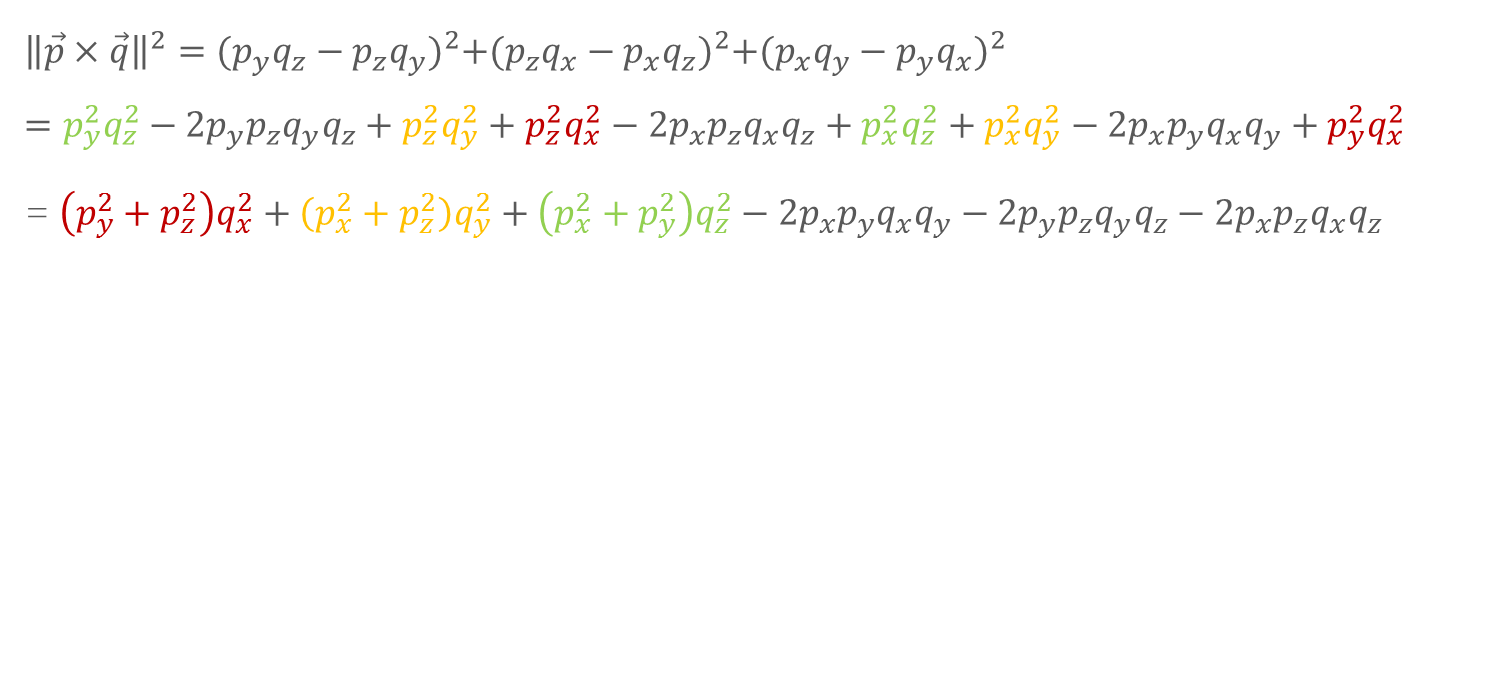 ‖p⃗ × q⃗‖² = (p_y q_z − p_z q_y)²+(p_z q_x − p_x q_z)²+(p_x q_y − p_y q_x)²
= p_y² q_z² − 2p_y p_z q_y q_z + p_z² q_y² + p_z² q_x² − 2p_x p_z q_x q_z + p_x² q_z² + p_x² q_y² − 2p_x p_y q_x q_y + p_y² q_x²
= (p_y² + p_z²)q_x² + (p_x² + p_z²)q_y² + (p_x² + p_y²)q_z² − 2p_x p_y q_x q_y − 2p_y p_z q_y q_z − 2p_x p_z q_x q_z